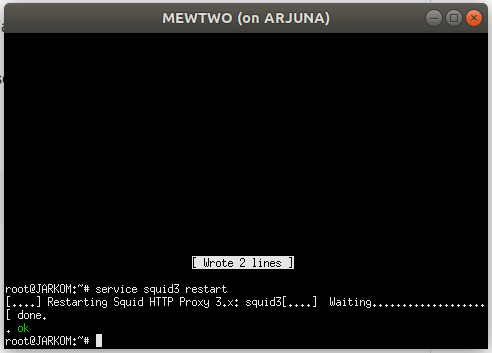 MEWTWO (on ARJUNA)
[ Wrote 2 lines ]
root@JARKOM:~# service squid3 restart
[....] Restarting Squid HTTP Proxy 3.x: squid3[....]  Waiting...................
[ done.
. ok
root@JARKOM:~#